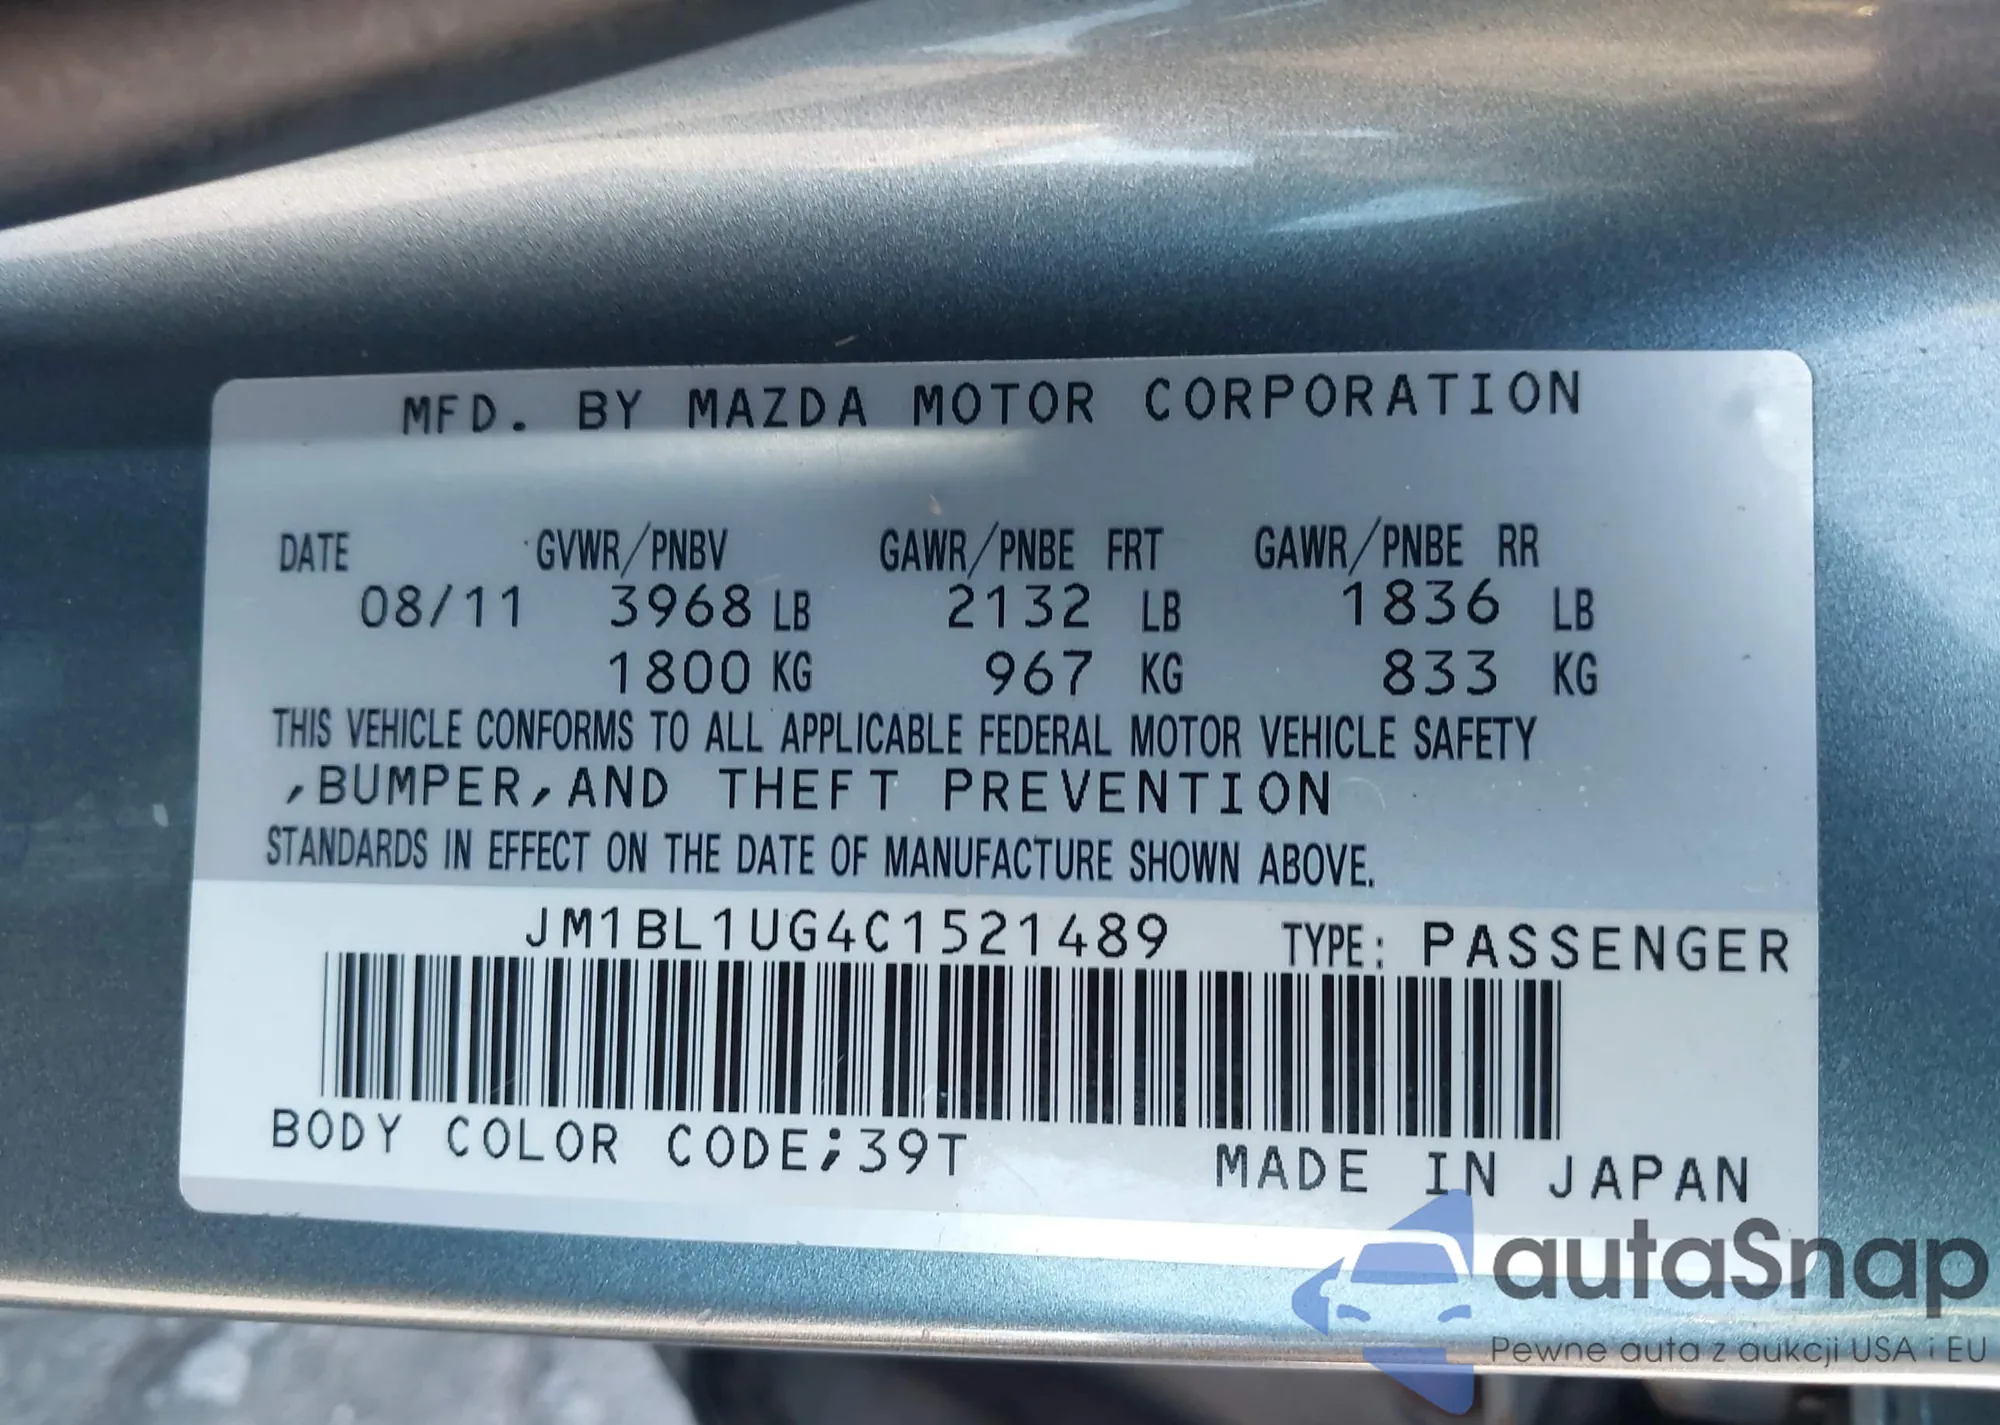 MFD. BY MAZDA MOTOR CORPORATION
DATE GVWR/PNBV GAWR/PNBE FRT GAWR/PNBE RR
08/11 3968 LB 2132 LB 1836 LB
1800 KG 967 KG 833 KG
THIS VEHICLE CONFORMS TO ALL APPLICABLE FEDERAL MOTOR VEHICLE SAFETY
,BUMPER,AND THEFT PREVENTION
STANDARDS IN EFFECT ON THE DATE OF MANUFACTURE SHOWN ABOVE.
JM1BL1UG4C1521489 TYPE: PASSENGER
BODY COLOR CODE;39T MADE IN JAPAN
autaSnap
Pewne auta z aukcji USA i EU